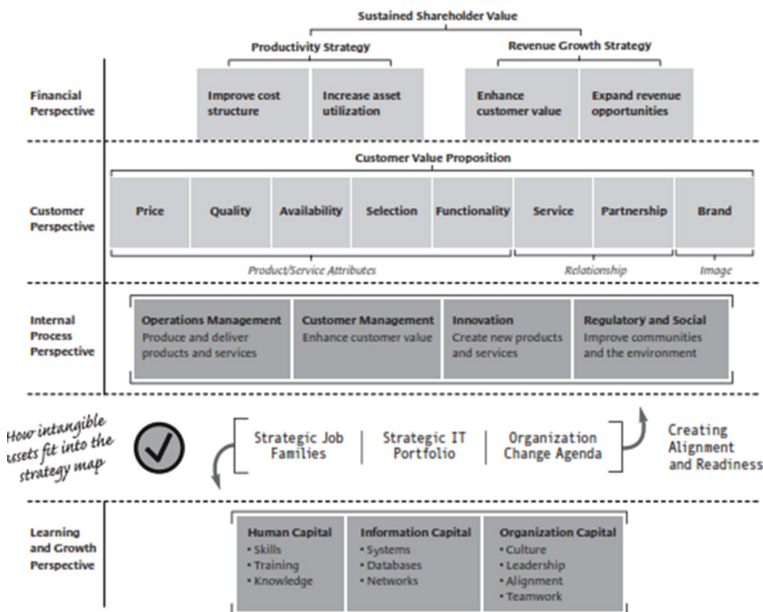 Sustained Shareholder Value
Productivity Strategy
Revenue Growth Strategy
Financial
Perspective
Improve cost
structure
Increase asset
utilization
Enhance
customer value
Expand revenue
opportunities
Customer Value Proposition
Customer
Perspective
Price
Quality
Availability
Selection
Functionality
Service
Partnership
Brand
Product/Service Attributes
Relationship
Image
Internal
Process
Perspective
Operations Management
Produce and deliver
products and services
Customer Management
Enhance customer value
Innovation
Create new products
and services
Regulatory and Social
Improve communities
and the environment
How intangible
assets fit into the
strategy map
Strategic Job
Families
Strategic IT
Portfolio
Organization
Change Agenda
Creating
Alignment
and Readiness
Learning
and Growth
Perspective
Human Capital
• Skills
• Training
• Knowledge
Information Capital
• Systems
• Databases
• Networks
Organization Capital
• Culture
• Leadership
• Alignment
• Teamwork